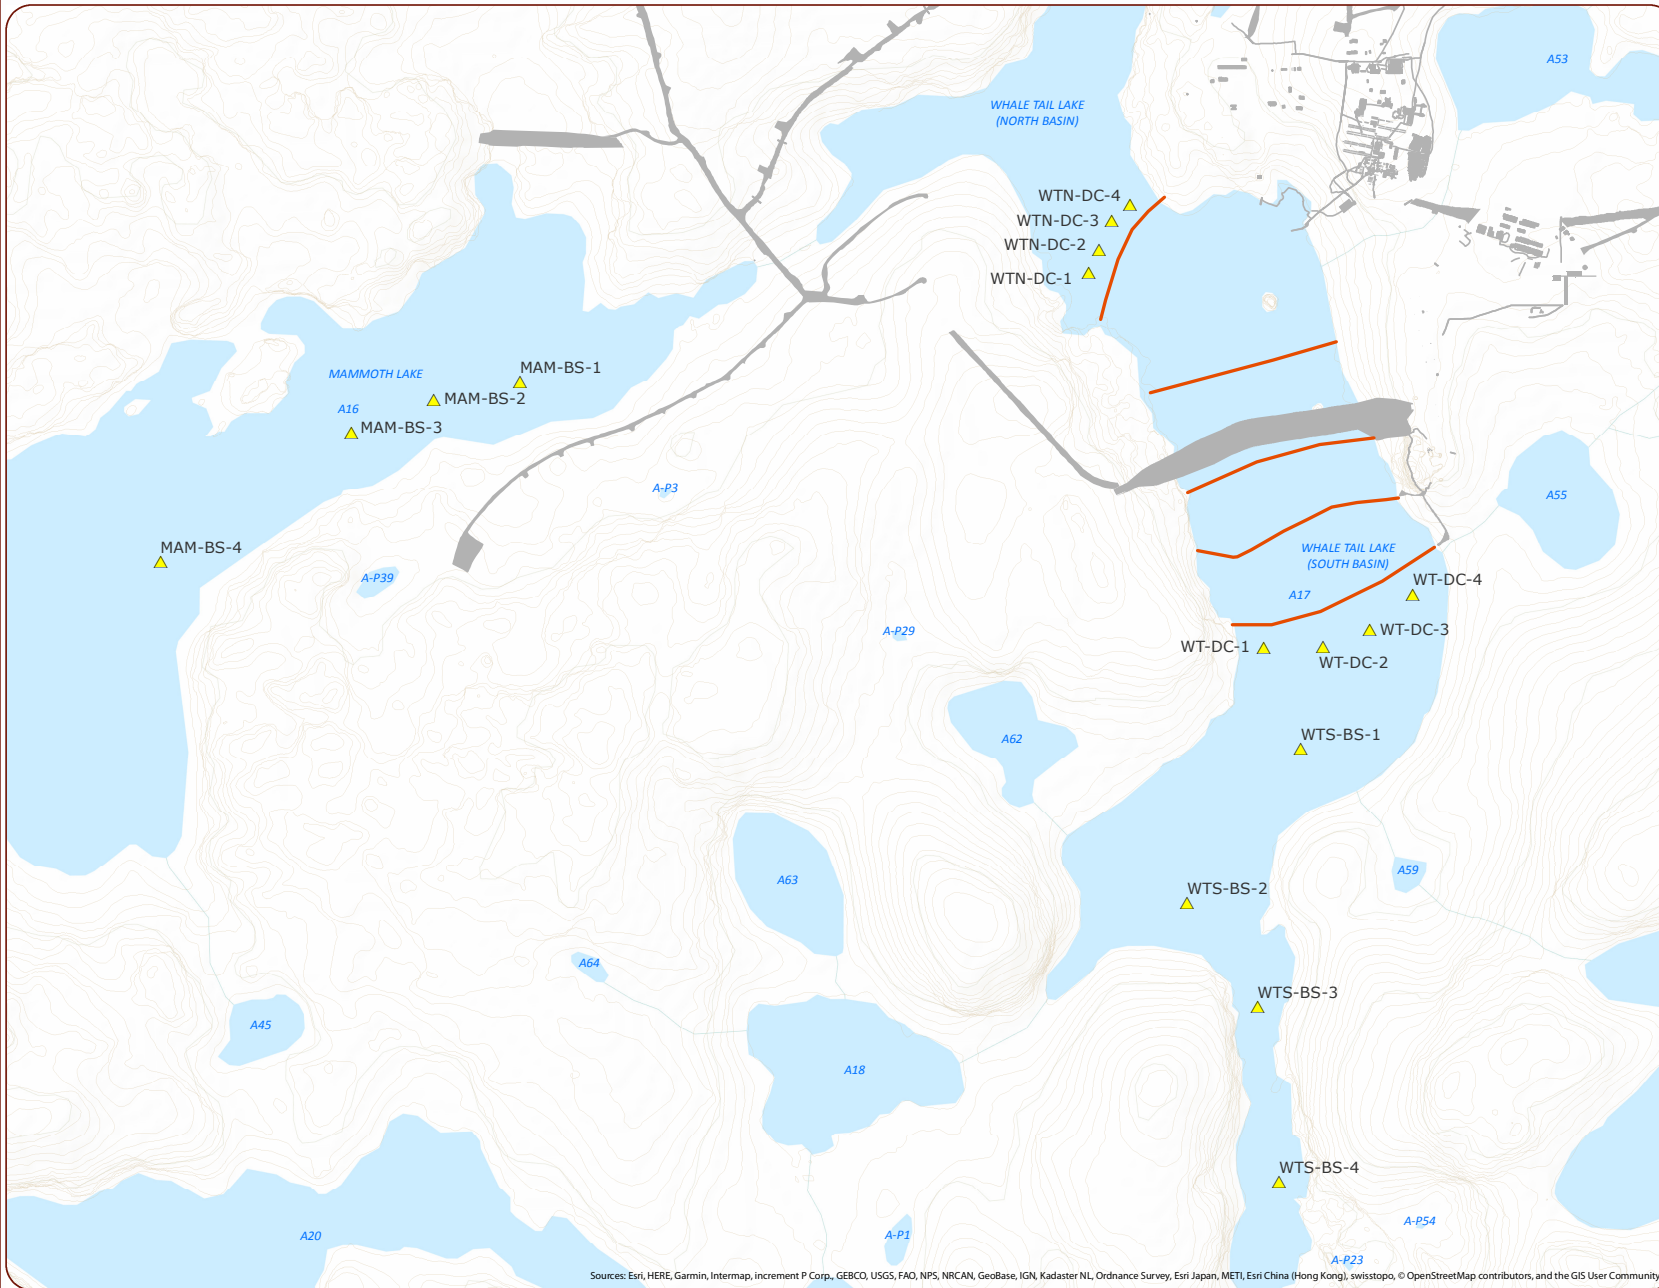 A53
WHALE TAIL LAKE
(NORTH BASIN)
WTN-DC-4
WTN-DC-3
WTN-DC-2
WTN-DC-1
MAMMOTH LAKE
MAM-BS-1
MAM-BS-2
A16
MAM-BS-3
A-P3
A55
MAM-BS-4
WHALE TAIL LAKE
(SOUTH BASIN)
A-P39
WT-DC-4
A17
A-P29
WT-DC-3
WT-DC-1
WT-DC-2
A62
WTS-BS-1
A63
A59
WTS-BS-2
A64
WTS-BS-3
A45
A18
WTS-BS-4
A-P54
A20
A-P1
A-P23
Sources: Esri, HERE, Garmin, Intermap, increment P Corp., GEBCO, USGS, FAO, NPS, NRCAN, GeoBase, IGN, Kadaster NL, Ordnance Survey, Esri Japan, METI, Esri China (Hong Kong), swisstopo, © OpenStreetMap contributors, and the GIS User Community